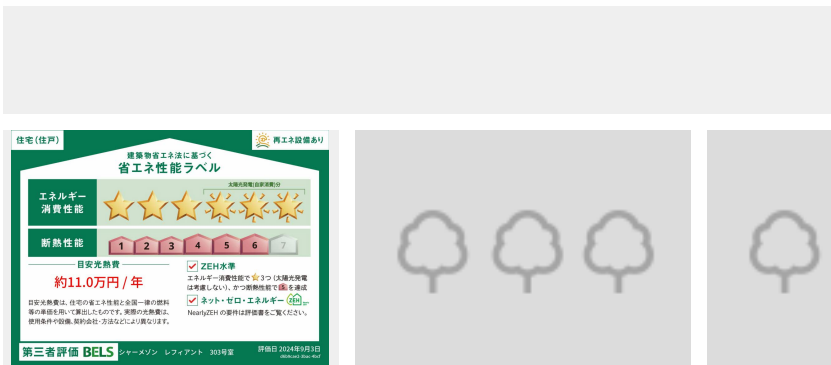 住宅(住戸)
再エネ設備あり
建築物省エネ法に基づく
省エネ性能ラベル
太陽光発電(自家消費)分
エネルギー
消費性能
断熱性能
1 2 3 4 5 6 7
目安光熱費
約11.0万円 / 年
目安光熱費は、住宅の省エネ性能と全国一律の燃料
等の単価を用いて算出したものです。実際の光熱費は、
使用条件や設備、契約会社・方法などにより異なります。
ZEH水準
エネルギー消費性能で⭐3つ(太陽光発電
は考慮しない)、かつ断熱性能で5を達成
ネット・ゼロ・エネルギー ZEH
NearlyZEH の要件は評価書をご覧ください。
第三者評価 BELS シャーメゾン レフィアント 303号室
評価日 2024年9月3日